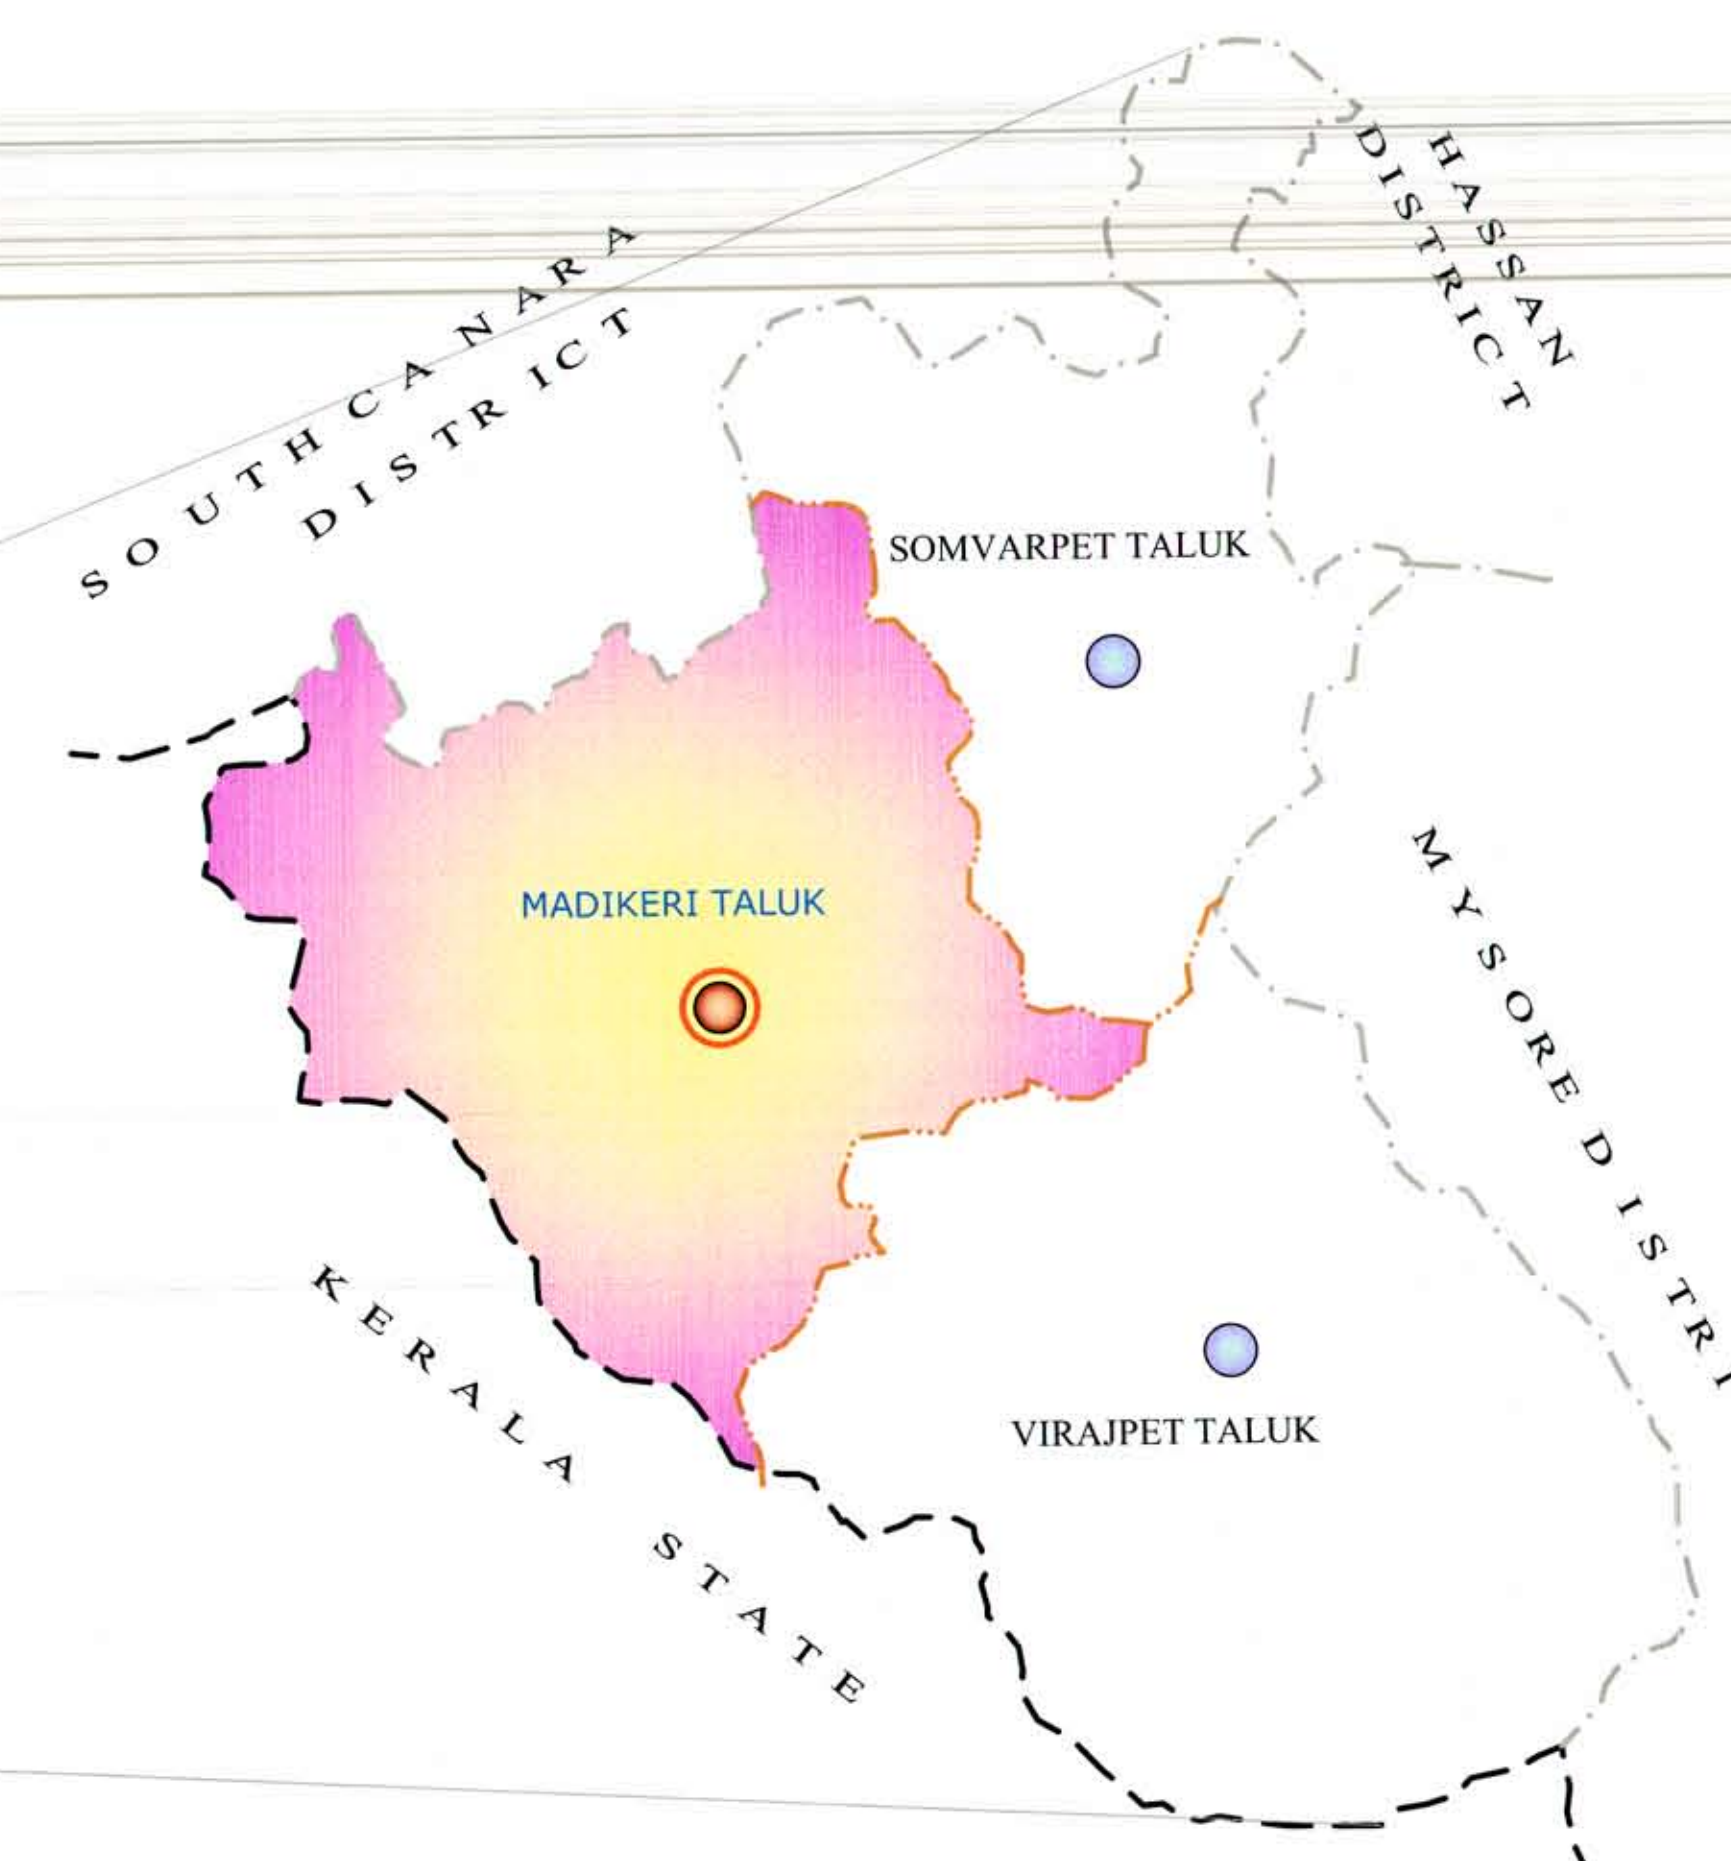 HASSAN
DISTRICT
SOUTH CANARA
DISTRICT
SOMVARPET TALUK
MADIKERI TALUK
MYSORE DISTRI
KERALA STATE
VIRAJPET TALUK